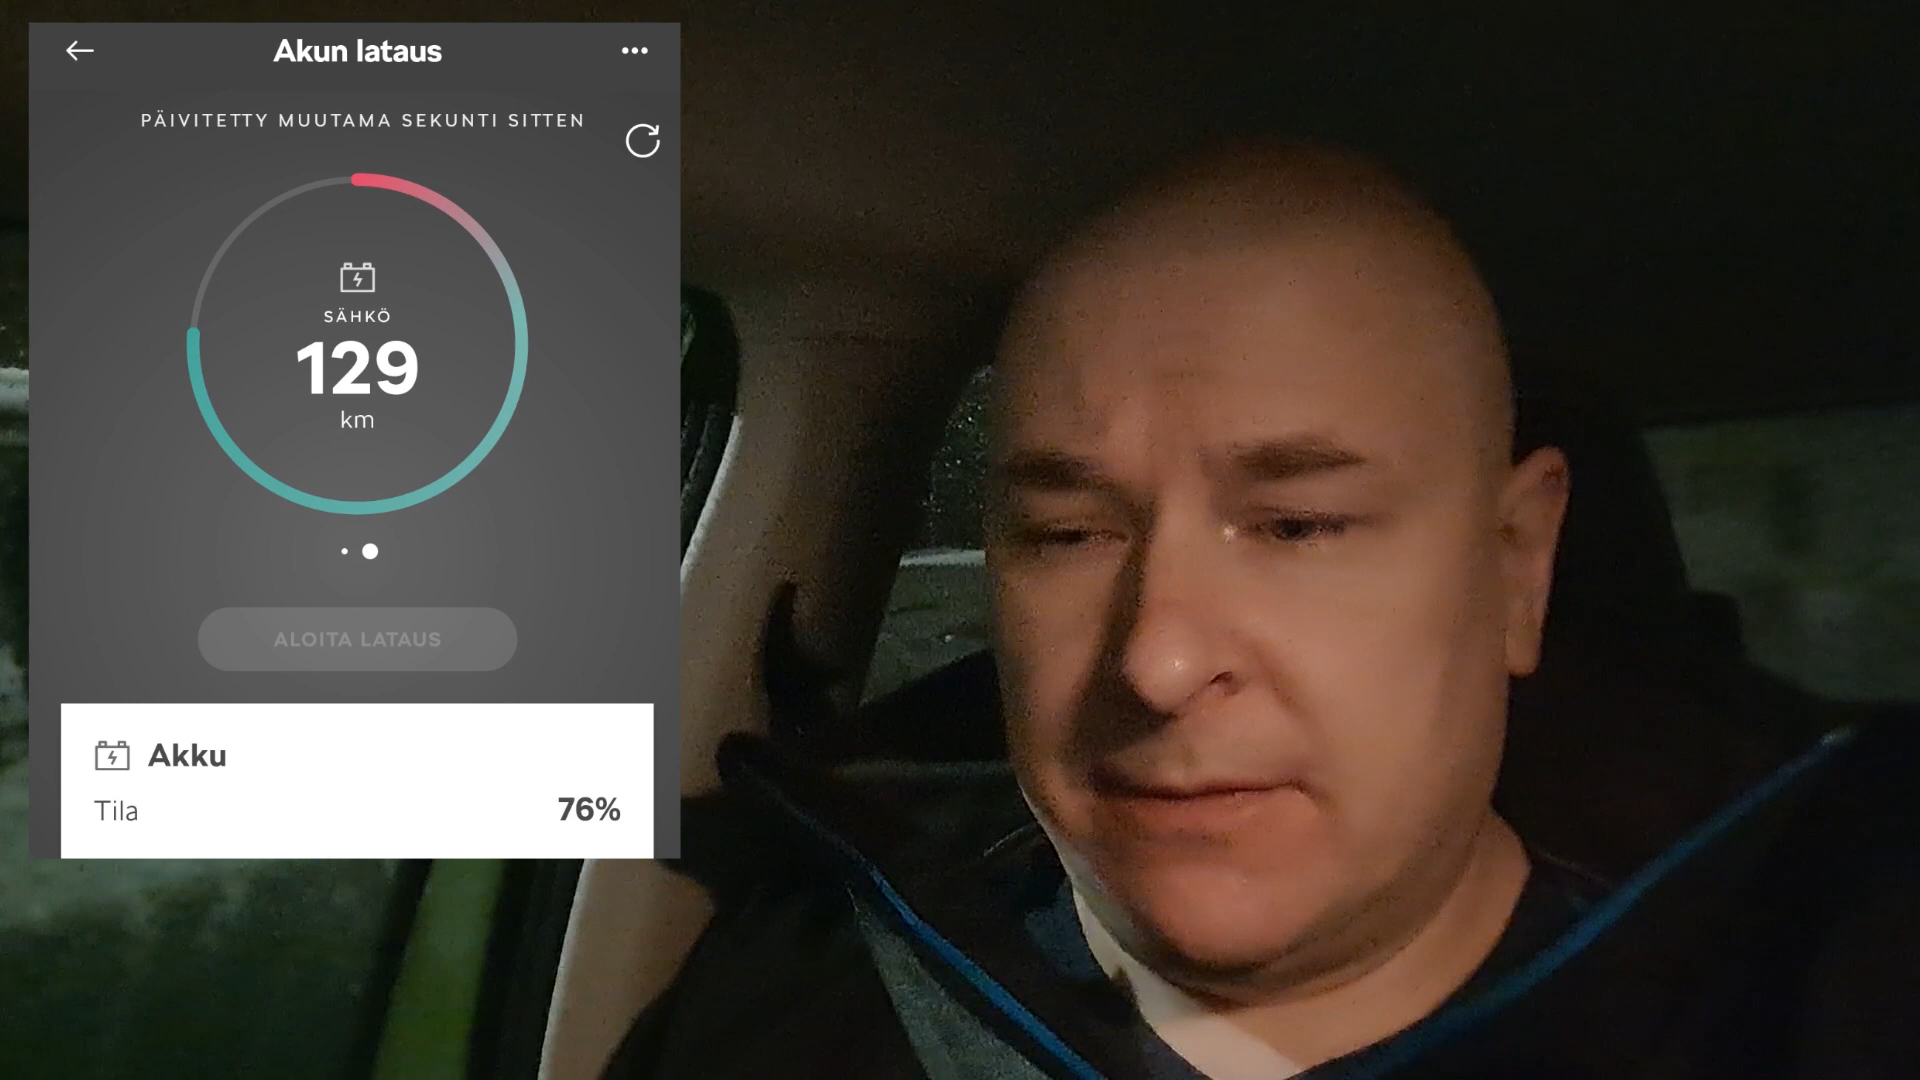 Akun lataus
PÄIVITETTY MUUTAMA SEKUNTI SITTEN
SÄHKÖ
129
km
ALOITA LATAUS
Akku
Tila 76%